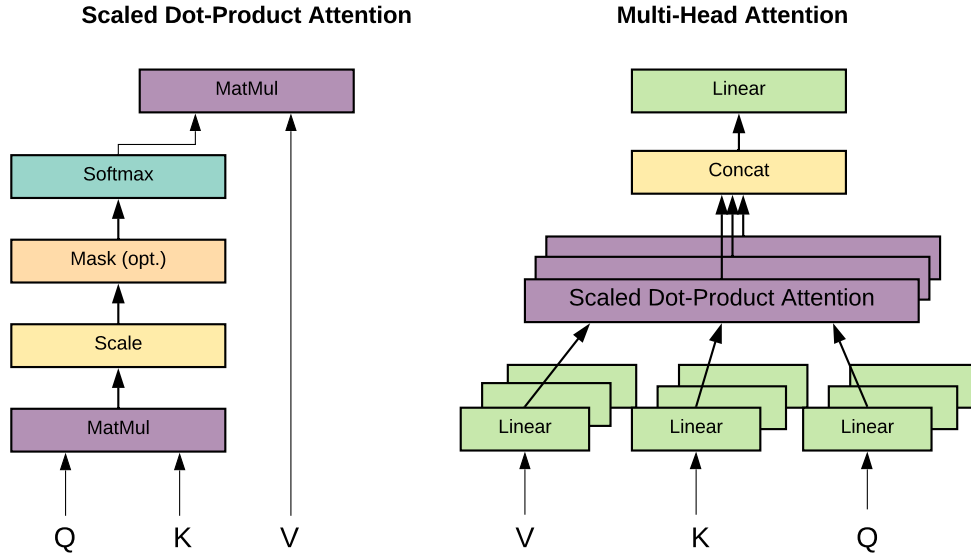 Scaled Dot-Product Attention
MatMul
Softmax
Mask (opt.)
Scale
MatMul
Q K V
Multi-Head Attention
Linear
Concat
Scaled Dot-Product Attention
Linear Linear Linear
V K Q